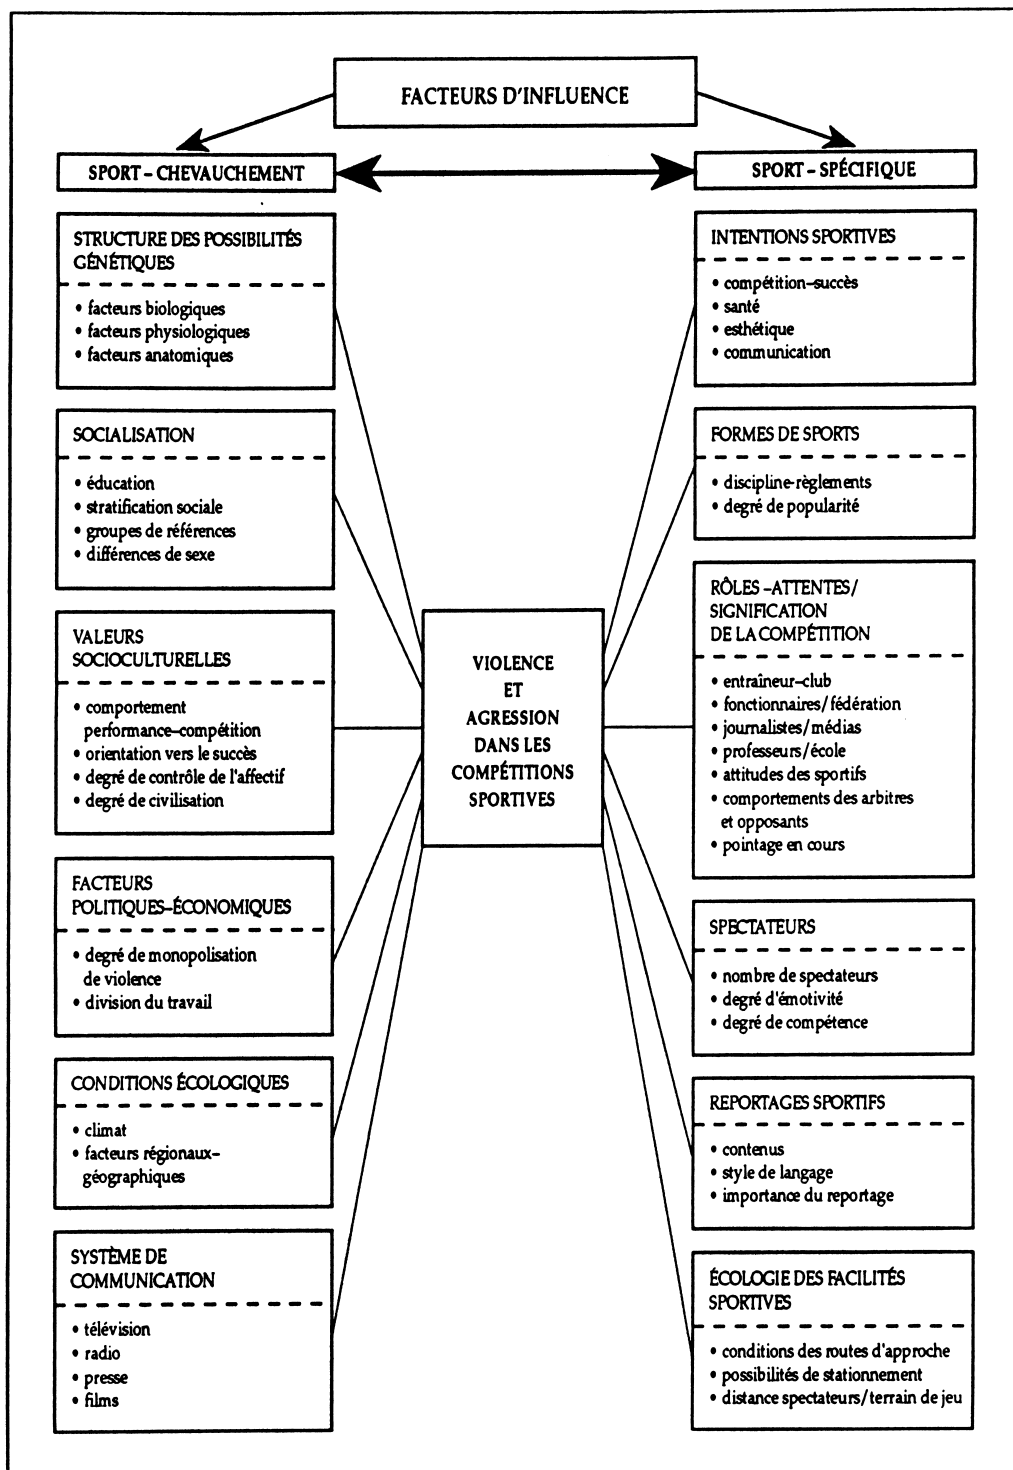 FACTEURS D'INFLUENCE
SPORT – CHEVAUCHEMENT
SPORT – SPÉCIFIQUE
STRUCTURE DES POSSIBILITÉS
GÉNÉTIQUES
• facteurs biologiques
• facteurs physiologiques
• facteurs anatomiques
SOCIALISATION
• éducation
• stratification sociale
• groupes de références
• différences de sexe
VALEURS
SOCIOCULTURELLES
• comportement
performance–compétition
• orientation vers le succès
• degré de contrôle de l'affectif
• degré de civilisation
FACTEURS
POLITIQUES–ÉCONOMIQUES
• degré de monopolisation
de violence
• division du travail
CONDITIONS ÉCOLOGIQUES
• climat
• facteurs régionaux–
géographiques
SYSTÈME DE
COMMUNICATION
• télévision
• radio
• presse
• films
VIOLENCE
ET
AGRESSION
DANS LES
COMPÉTITIONS
SPORTIVES
INTENTIONS SPORTIVES
• compétition–succès
• santé
• esthétique
• communication
FORMES DE SPORTS
• discipline-règlements
• degré de popularité
RÔLES –ATTENTES/
SIGNIFICATION
DE LA COMPÉTITION
• entraîneur–club
• fonctionnaires/fédération
• journalistes/médias
• professeurs/école
• attitudes des sportifs
• comportements des arbitres
et opposants
• pointage en cours
SPECTATEURS
• nombre de spectateurs
• degré d'émotivité
• degré de compétence
REPORTAGES SPORTIFS
• contenus
• style de langage
• importance du reportage
ÉCOLOGIE DES FACILITÉS
SPORTIVES
• conditions des routes d'approche
• possibilités de stationnement
• distance spectateurs/terrain de jeu